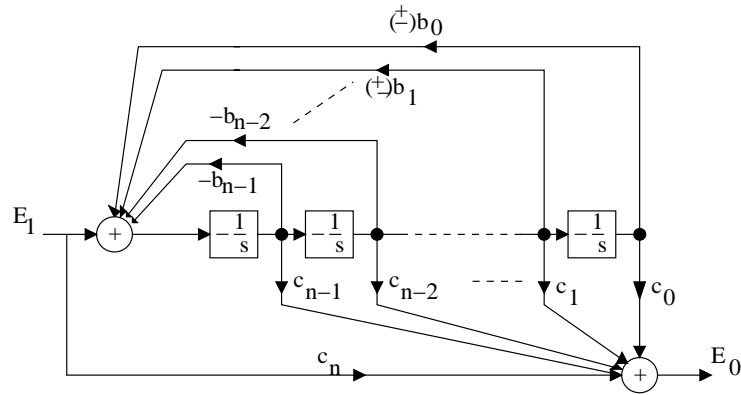 (±)b0
(±)b1
−bn−2
−bn−1
E1
+
−1/s
−1/s
−1/s
cn−1
cn−2
c1
c0
cn
+
E0